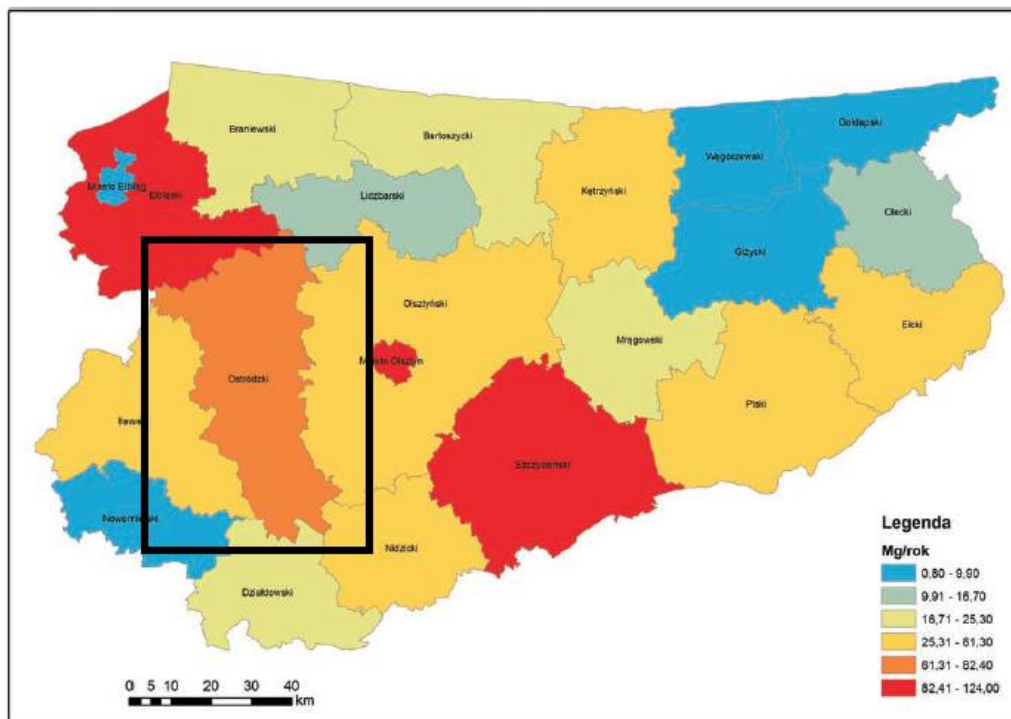 Braniewski
Bartoszycki
Gołdapski
Węgorzewski
Miasto Elbląg
Elbląski
Lidzbarski
Kętrzyński
Olecki
Giżycki
Olsztyński
Ełcki
Mrągowski
Miasto Olsztyn
Ostródzki
Piski
Iławs
Szczycieński
Nowomiejski
Nidzicki
Działdowski
Legenda
Mg/rok
0,80 - 9,90
9,91 - 16,70
16,71 - 25,30
25,31 - 61,30
61,31 - 82,40
82,41 - 124,00
0 5 10 20 30 40
km